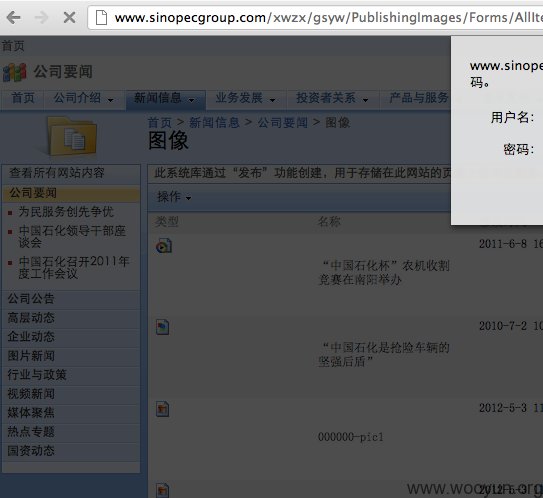 www.sinopecgroup.com/xwzx/gsyw/PublishingImages/Forms/AllIte
首页
公司要闻
首页 公司介绍 新闻信息 业务发展 投资者关系 产品与服务
www.sinope
码。
用户名:
密码:
首页 > 新闻信息 > 公司要闻 > 图像
图像
查看所有网站内容
公司要闻
为民服务创先争优
中国石化领导干部座
谈会
中国石化召开2011年
度工作会议
公司公告
高层动态
企业动态
图片新闻
行业与政策
视频新闻
媒体聚焦
热点专题
国资动态
此系统库通过“发布”功能创建，用于存储在此网站的页
操作
类型 名称
“中国石化杯”农机收割
竞赛在南阳举办
2011-6-8 16
“中国石化是抢险车辆的
坚强后盾”
2010-7-2 10
000000-pic1
2012-5-3 11
2012-6-3 11
www.wooyun.org